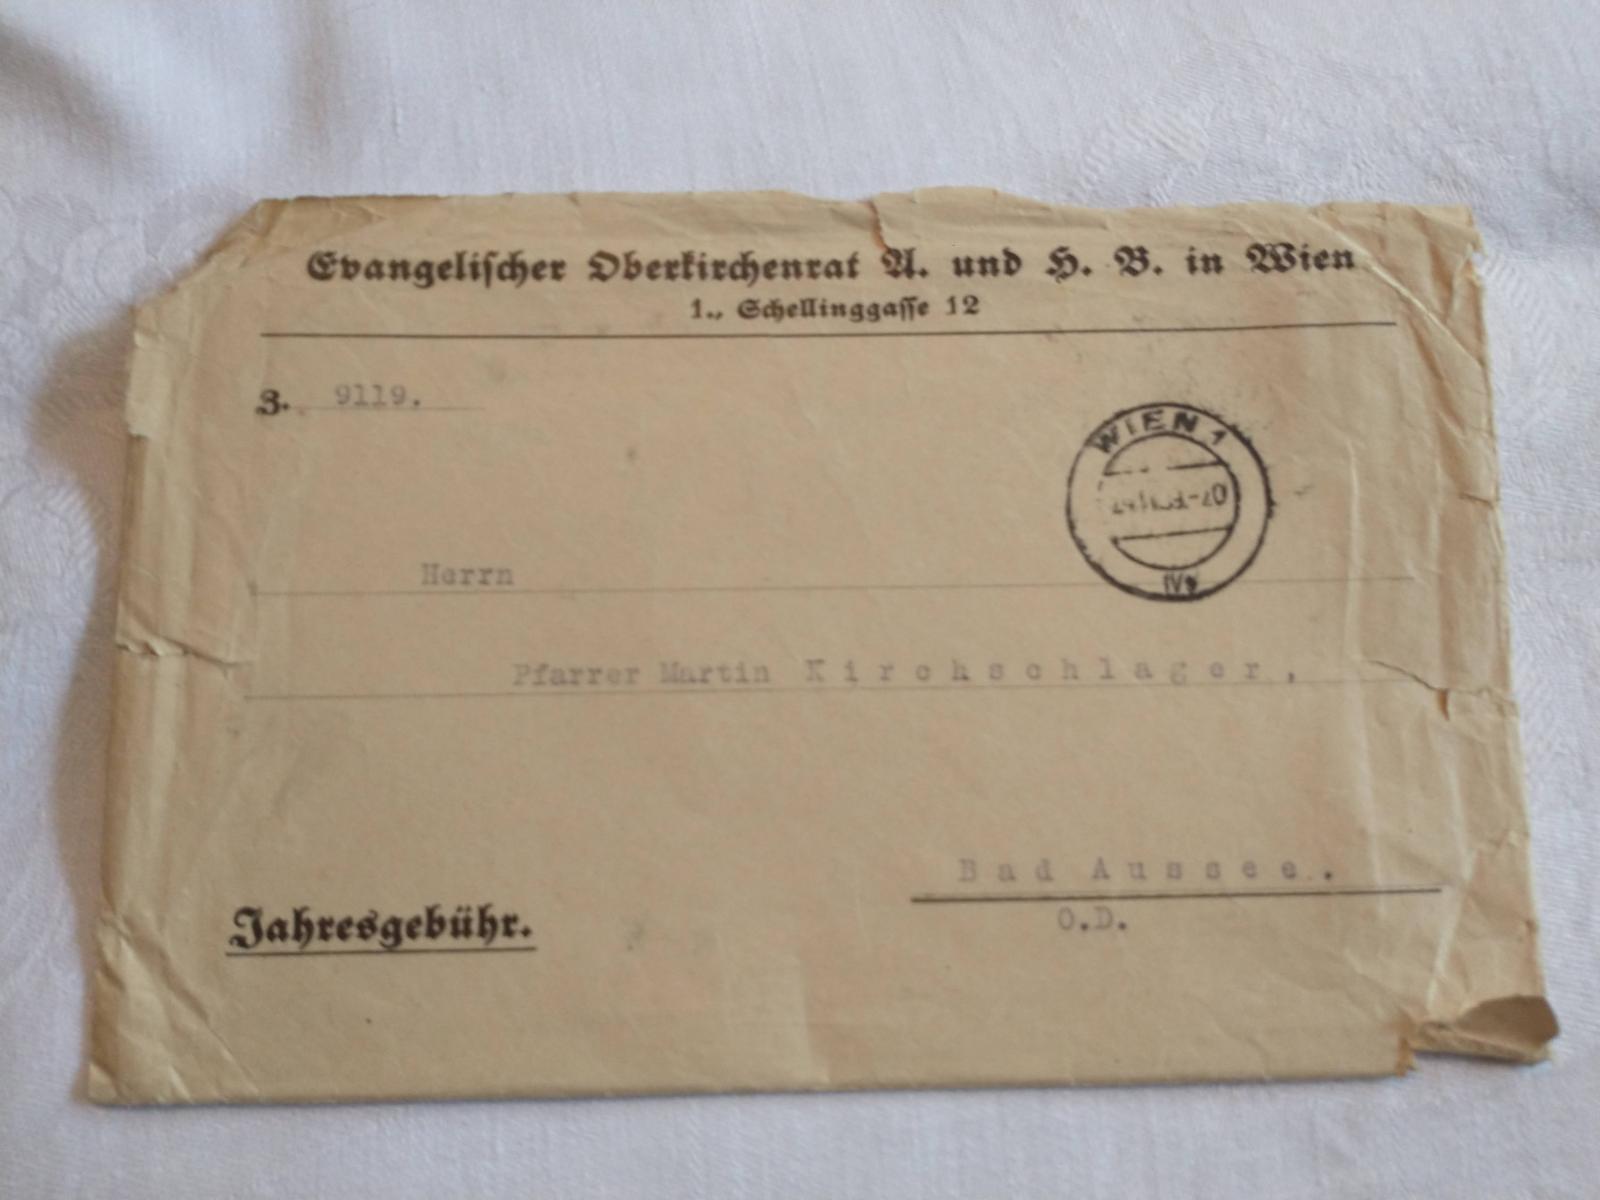 Evangelischer Oberkirchenrat A. und H. B. in Wien
1., Schellinggasse 12
Z. 9119.
WIEN 1
Herrn
Pfarrer Martin Kirchschlager,
Bad Aussee.
O.D.
Jahresgebühr.